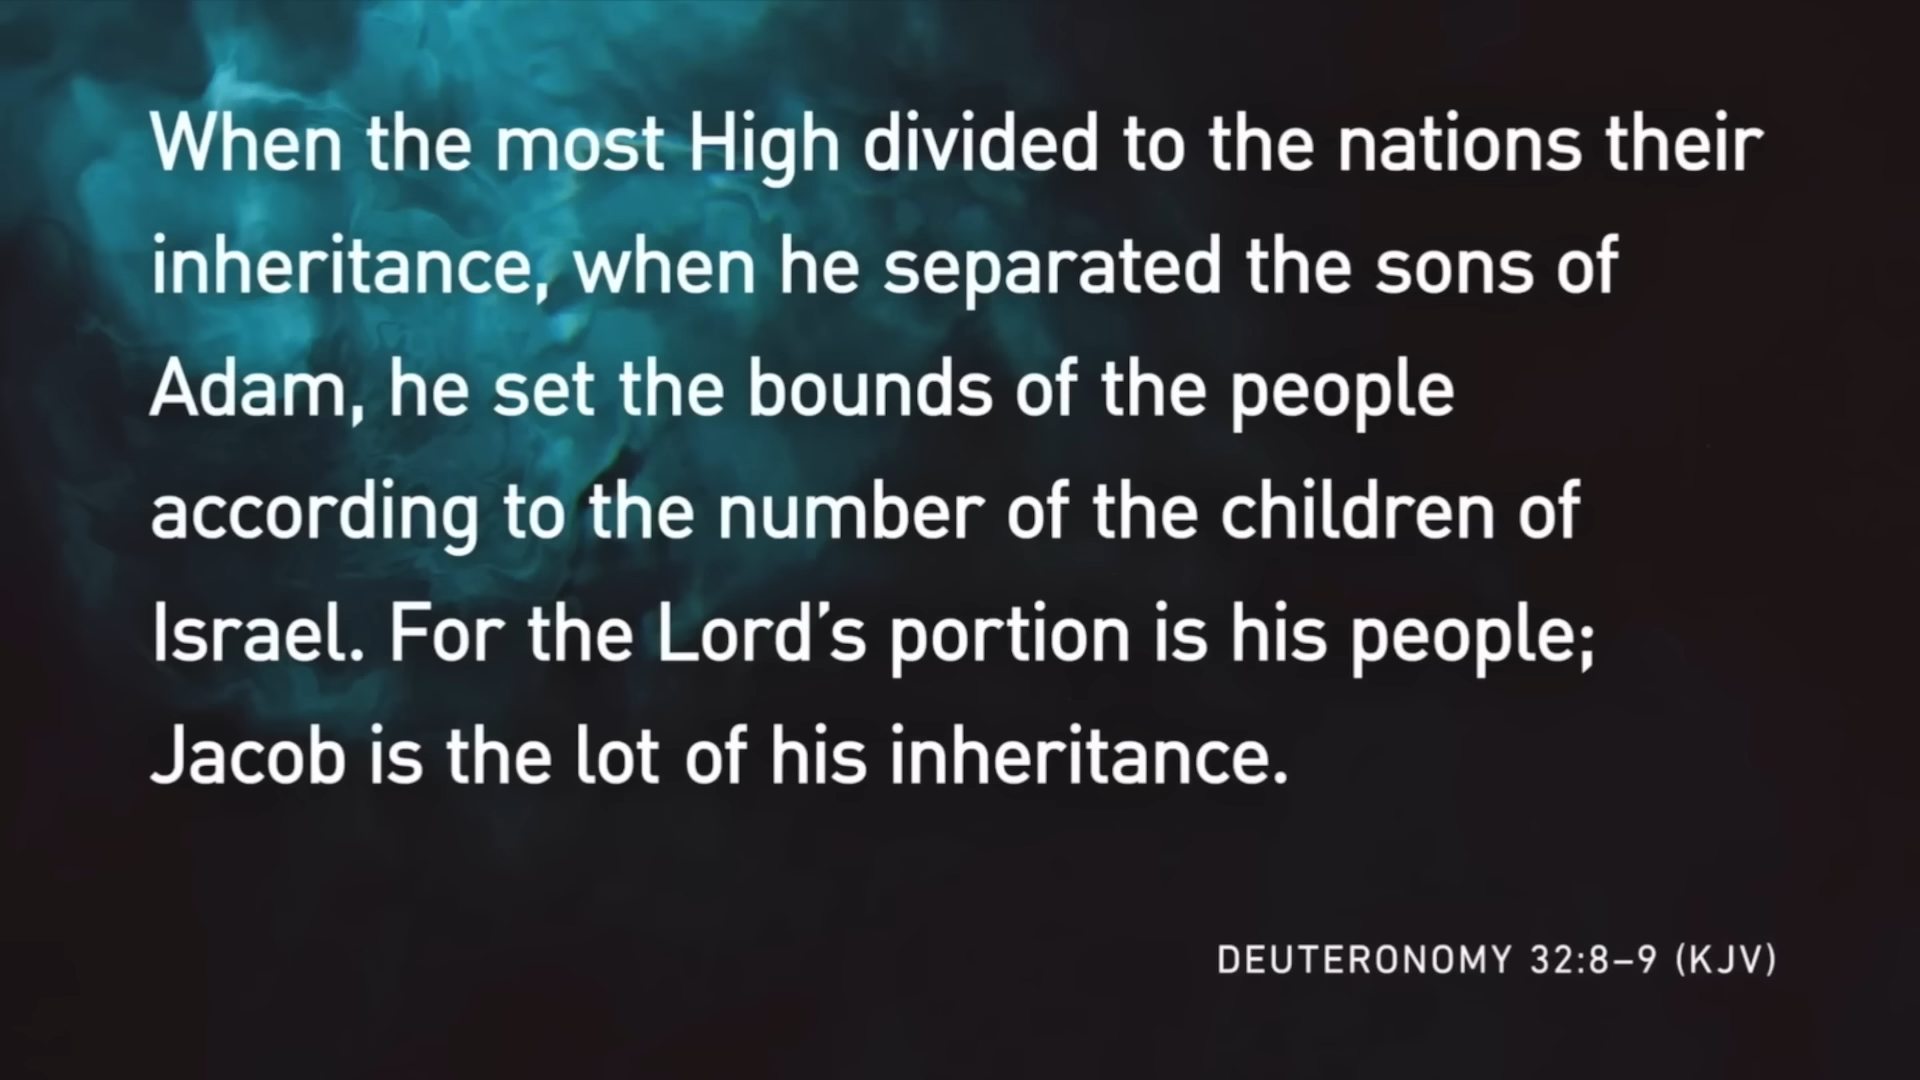 When the most High divided to the nations their
inheritance, when he separated the sons of
Adam, he set the bounds of the people
according to the number of the children of
Israel. For the Lord’s portion is his people;
Jacob is the lot of his inheritance.
DEUTERONOMY 32:8–9 (KJV)